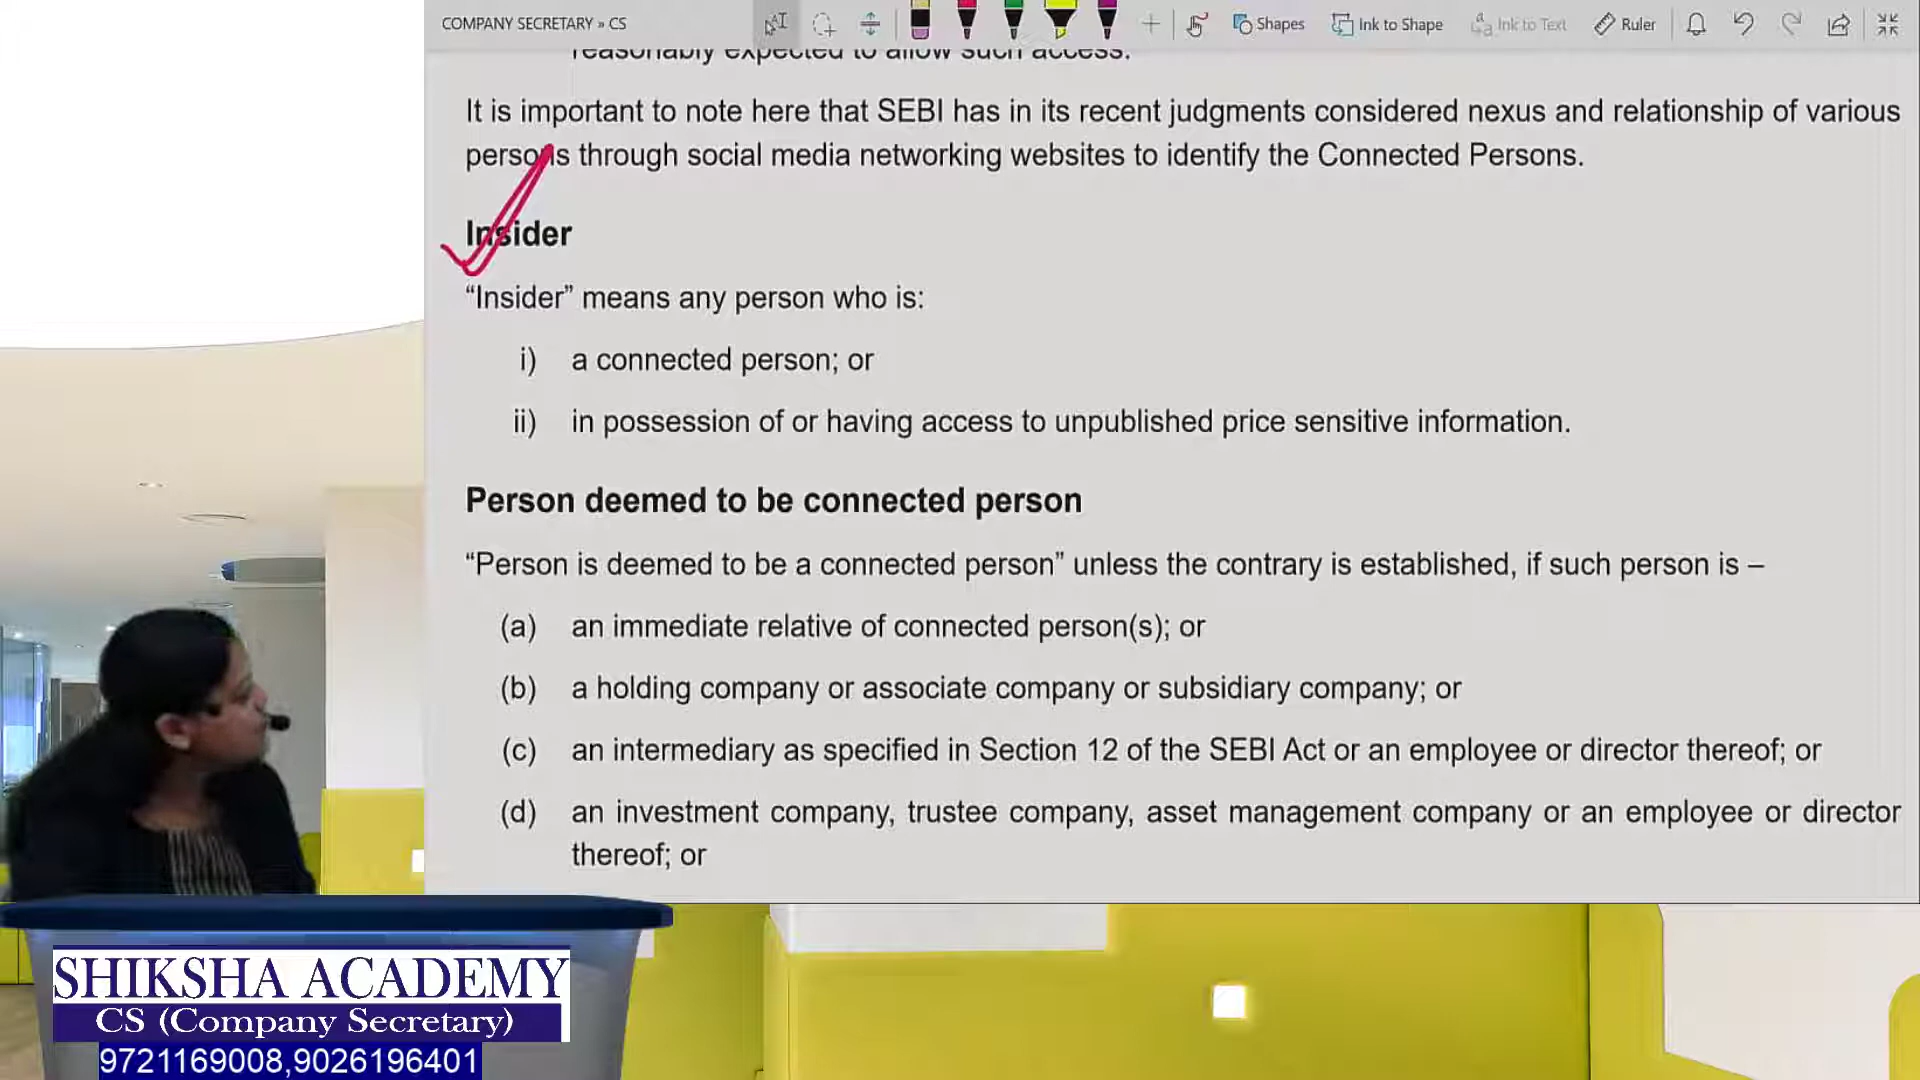 COMPANY SECRETARY » CS
Shapes
Ink to Shape
Ink to Text
Ruler
reasonably expected to allow such access.
It is important to note here that SEBI has in its recent judgments considered nexus and relationship of various
persons through social media networking websites to identify the Connected Persons.
Insider
“Insider” means any person who is:
i) a connected person; or
ii) in possession of or having access to unpublished price sensitive information.
Person deemed to be connected person
“Person is deemed to be a connected person” unless the contrary is established, if such person is –
(a) an immediate relative of connected person(s); or
(b) a holding company or associate company or subsidiary company; or
(c) an intermediary as specified in Section 12 of the SEBI Act or an employee or director thereof; or
(d) an investment company, trustee company, asset management company or an employee or director
thereof; or
SHIKSHA ACADEMY
CS (Company Secretary)
9721169008,9026196401